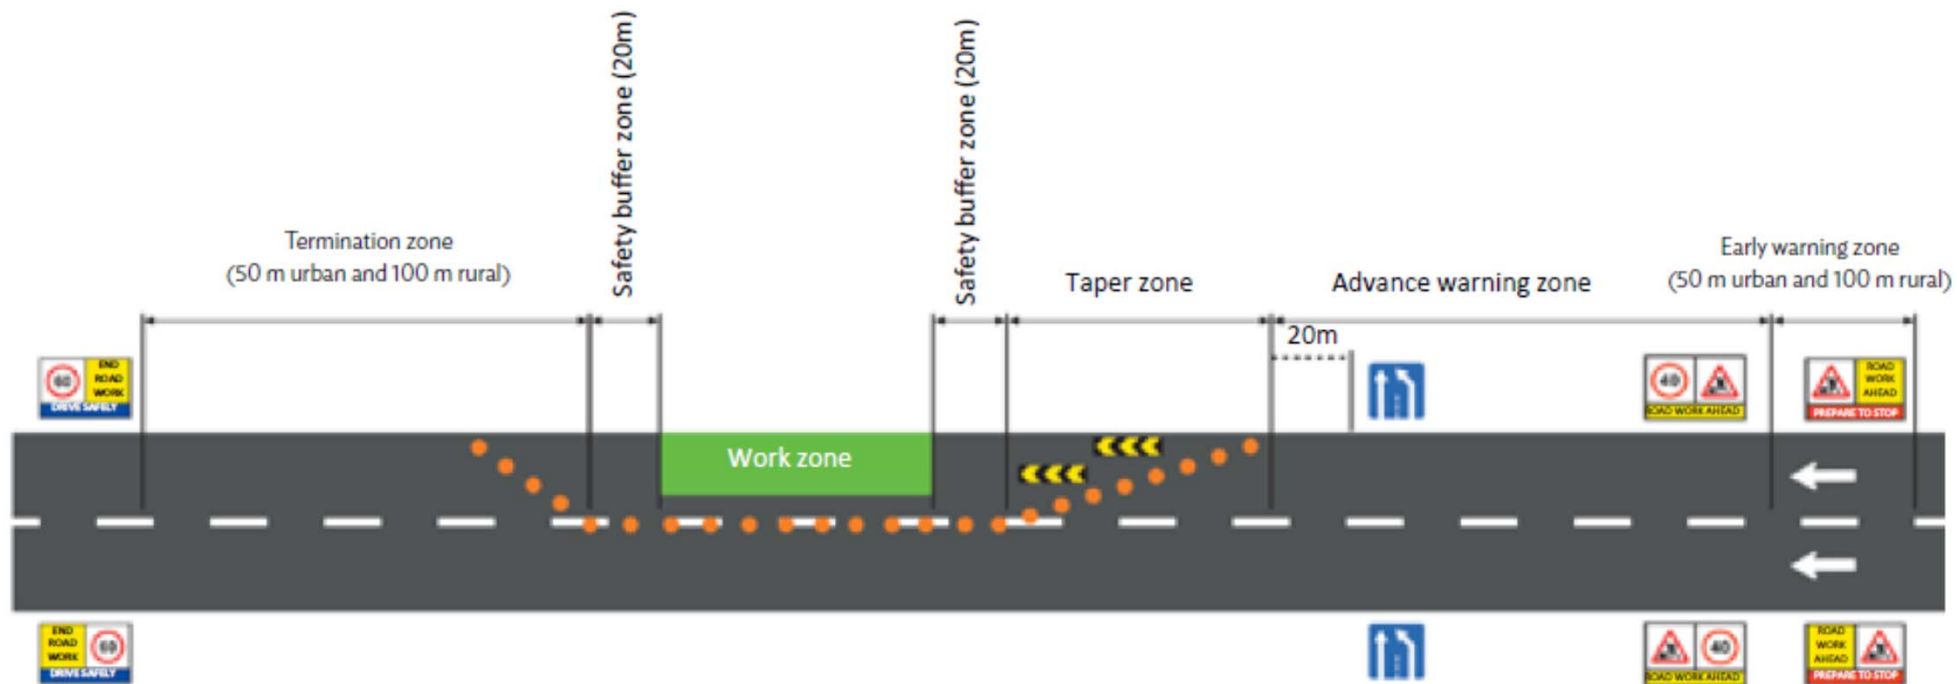 Safety buffer zone (20m)
Safety buffer zone (20m)
Termination zone
(50 m urban and 100 m rural)
Taper zone
Advance warning zone
Early warning zone
(50 m urban and 100 m rural)
20m
60
END
ROAD
WORK
DRIVE SAFELY
40
ROAD WORK AHEAD
ROAD
WORK
AHEAD
PREPARE TO STOP
Work zone
END
ROAD
WORK
60
DRIVE SAFELY
40
ROAD WORK AHEAD
ROAD
WORK
AHEAD
PREPARE TO STOP